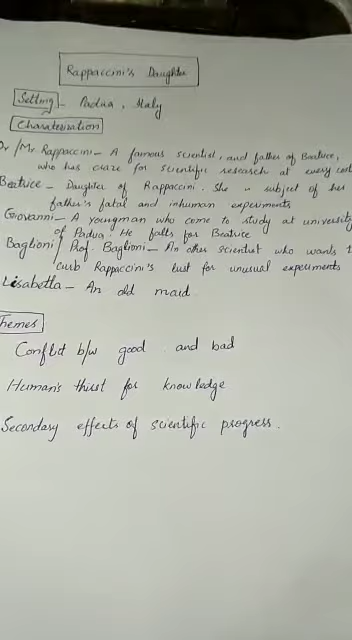 Rappaccini's Daughter
Setting - Padua, Italy
Characterization
Dr/Mr Rappaccini - A famous scientist, and father of Beatrice,
who has craze for scientific research at every cost
Beatrice - Daughter of Rappaccini. She is subject of her
father's fatal and inhuman experiments
Giovanni - A youngman who come to study at university
of Padua. He falls for Beatrice
Baglioni/Prof. Baglioni - An other scientist who wants t
curb Rappaccini's lust for unusual experiments
Lisabetta - An old maid
Themes
Conflict b/w good and bad
Human's thirst for knowledge
Secondary effects of scientific progress.